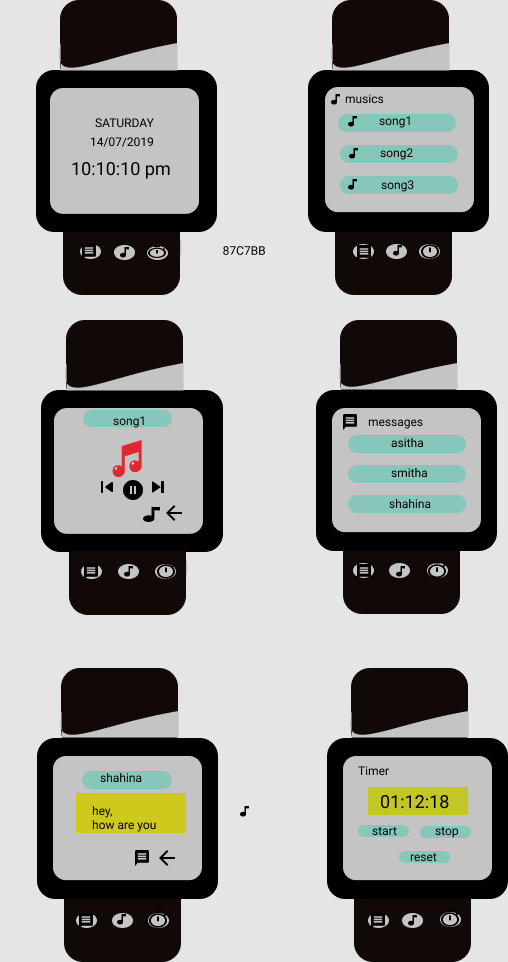 SATURDAY
14/07/2019
10:10:10 pm
musics
song1
song2
song3
87C7BB
song1
messages
asitha
smitha
shahina
shahina
hey,
how are you
Timer
01:12:18
start
stop
reset